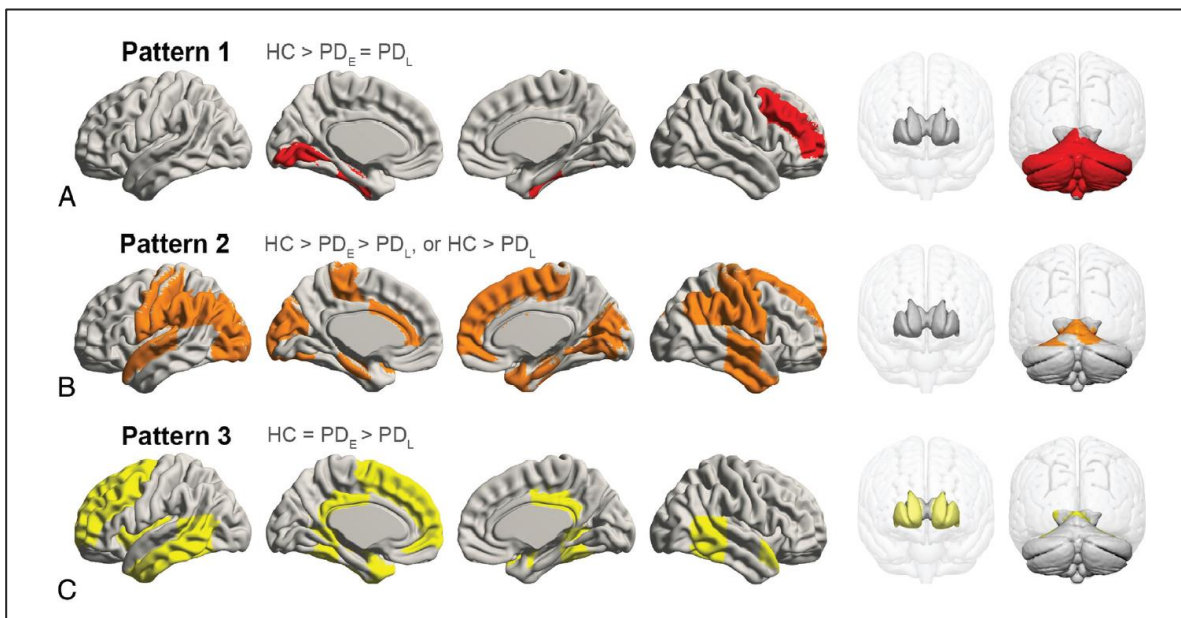 Pattern 1 HC > PD_E = PD_L
A
Pattern 2 HC > PD_E > PD_L, or HC > PD_L
B
Pattern 3 HC = PD_E > PD_L
C